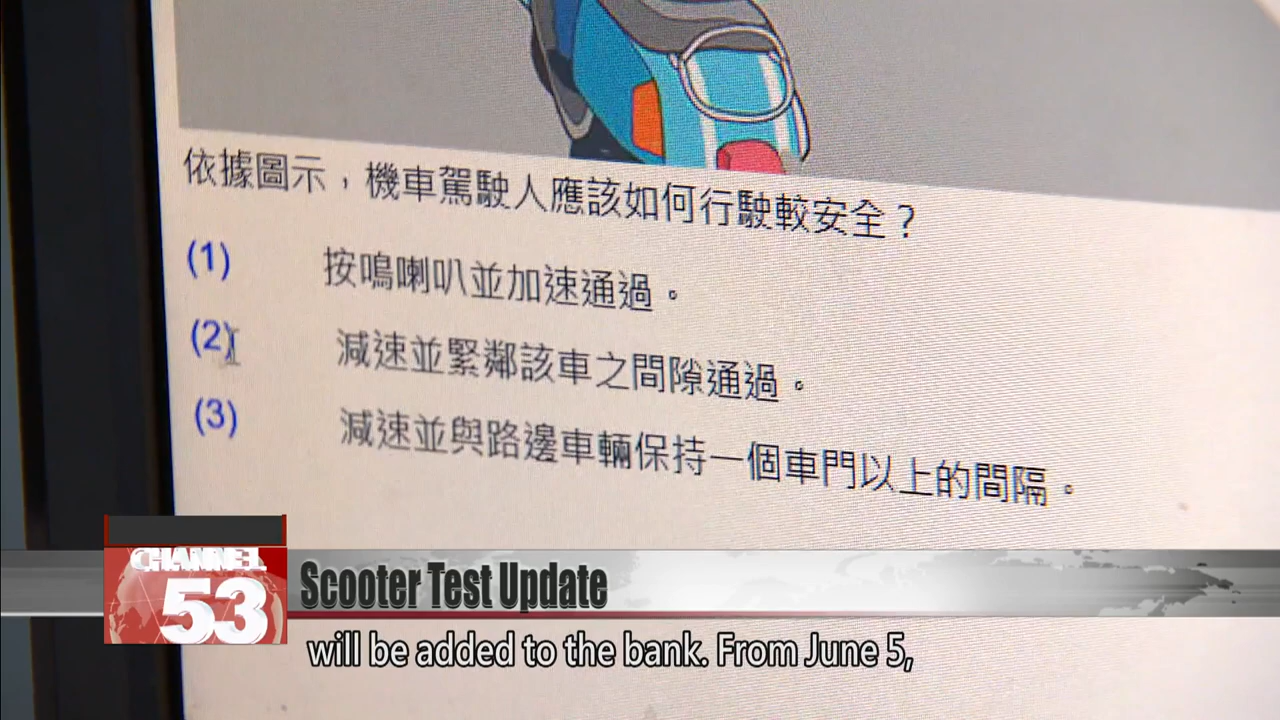 依據圖示，機車駕駛人應該如何行駛較安全？
(1) 按鳴喇叭並加速通過。
(2) 減速並緊鄰該車之間隙通過。
(3) 減速並與路邊車輛保持一個車門以上的間隔。
CHANNEL
53
Scooter Test Update
will be added to the bank. From June 5,